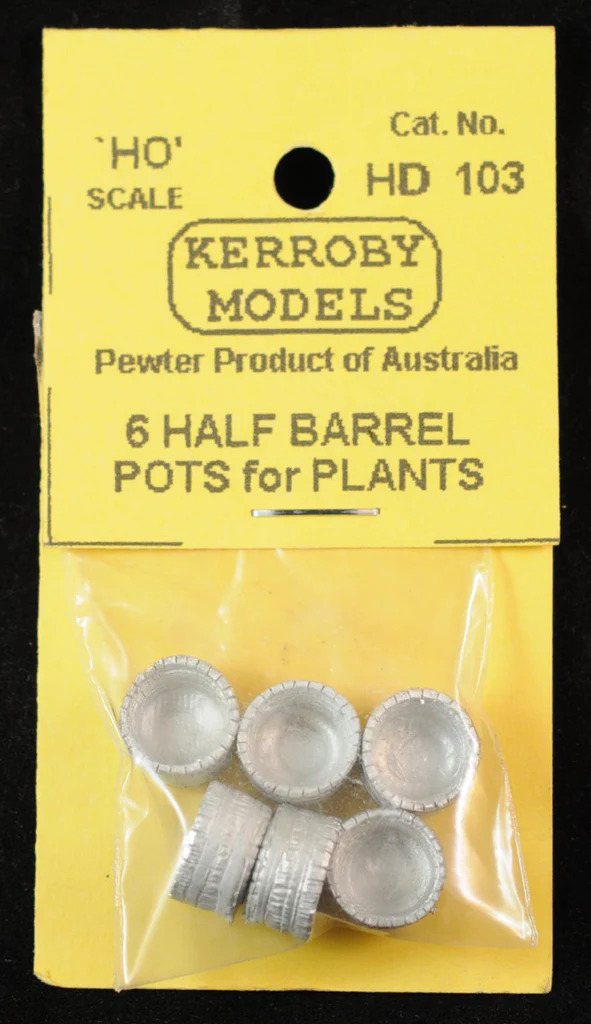 `HO'
SCALE
Cat. No.
HD 103
KERROBY
MODELS
Pewter Product of Australia
6 HALF BARREL
POTS for PLANTS